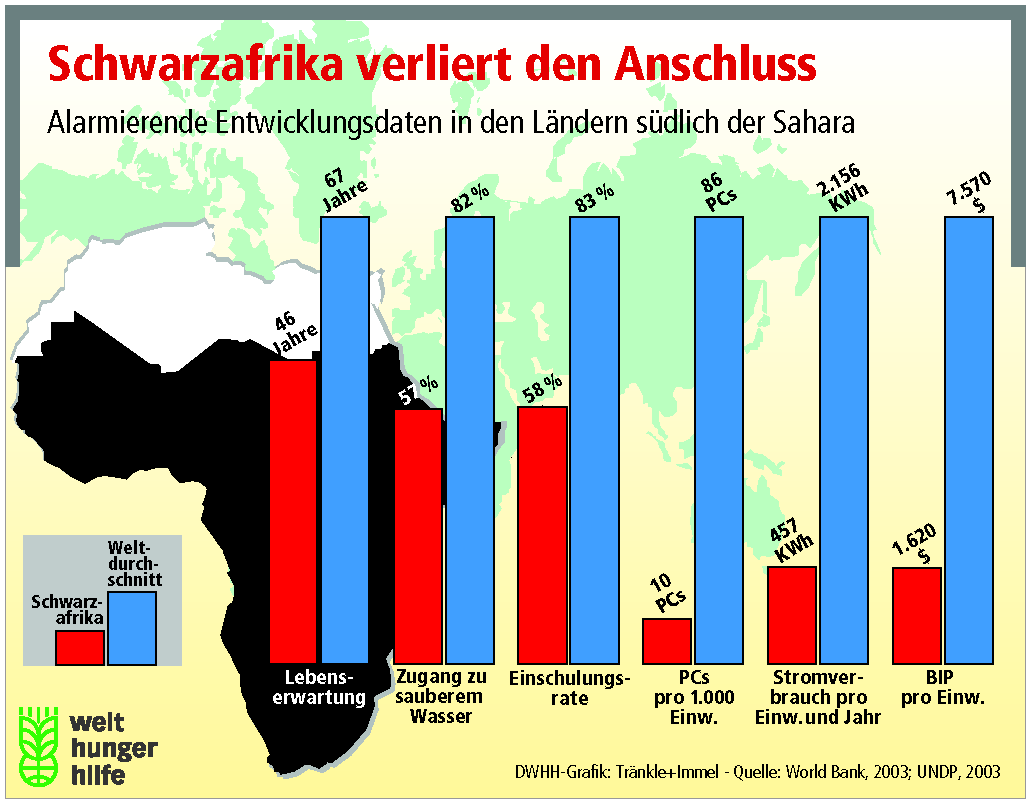 Schwarzafrika verliert den Anschluss
Alarmierende Entwicklungsdaten in den Ländern südlich der Sahara
46
Jahre
67
Jahre
57 %
82 %
58 %
83 %
10
PCs
86
PCs
457
KWh
2.156
KWh
1.620
$
7.570
$
Welt-
durch-
schnitt
Schwarz-
afrika
Lebens-
erwartung
Zugang zu
sauberem
Wasser
Einschulungs-
rate
PCs
pro 1.000
Einw.
Stromver-
brauch pro
Einw. und Jahr
BIP
pro Einw.
welt
hunger
hilfe
DWHH-Grafik: Tränkle+Immel - Quelle: World Bank, 2003; UNDP, 2003